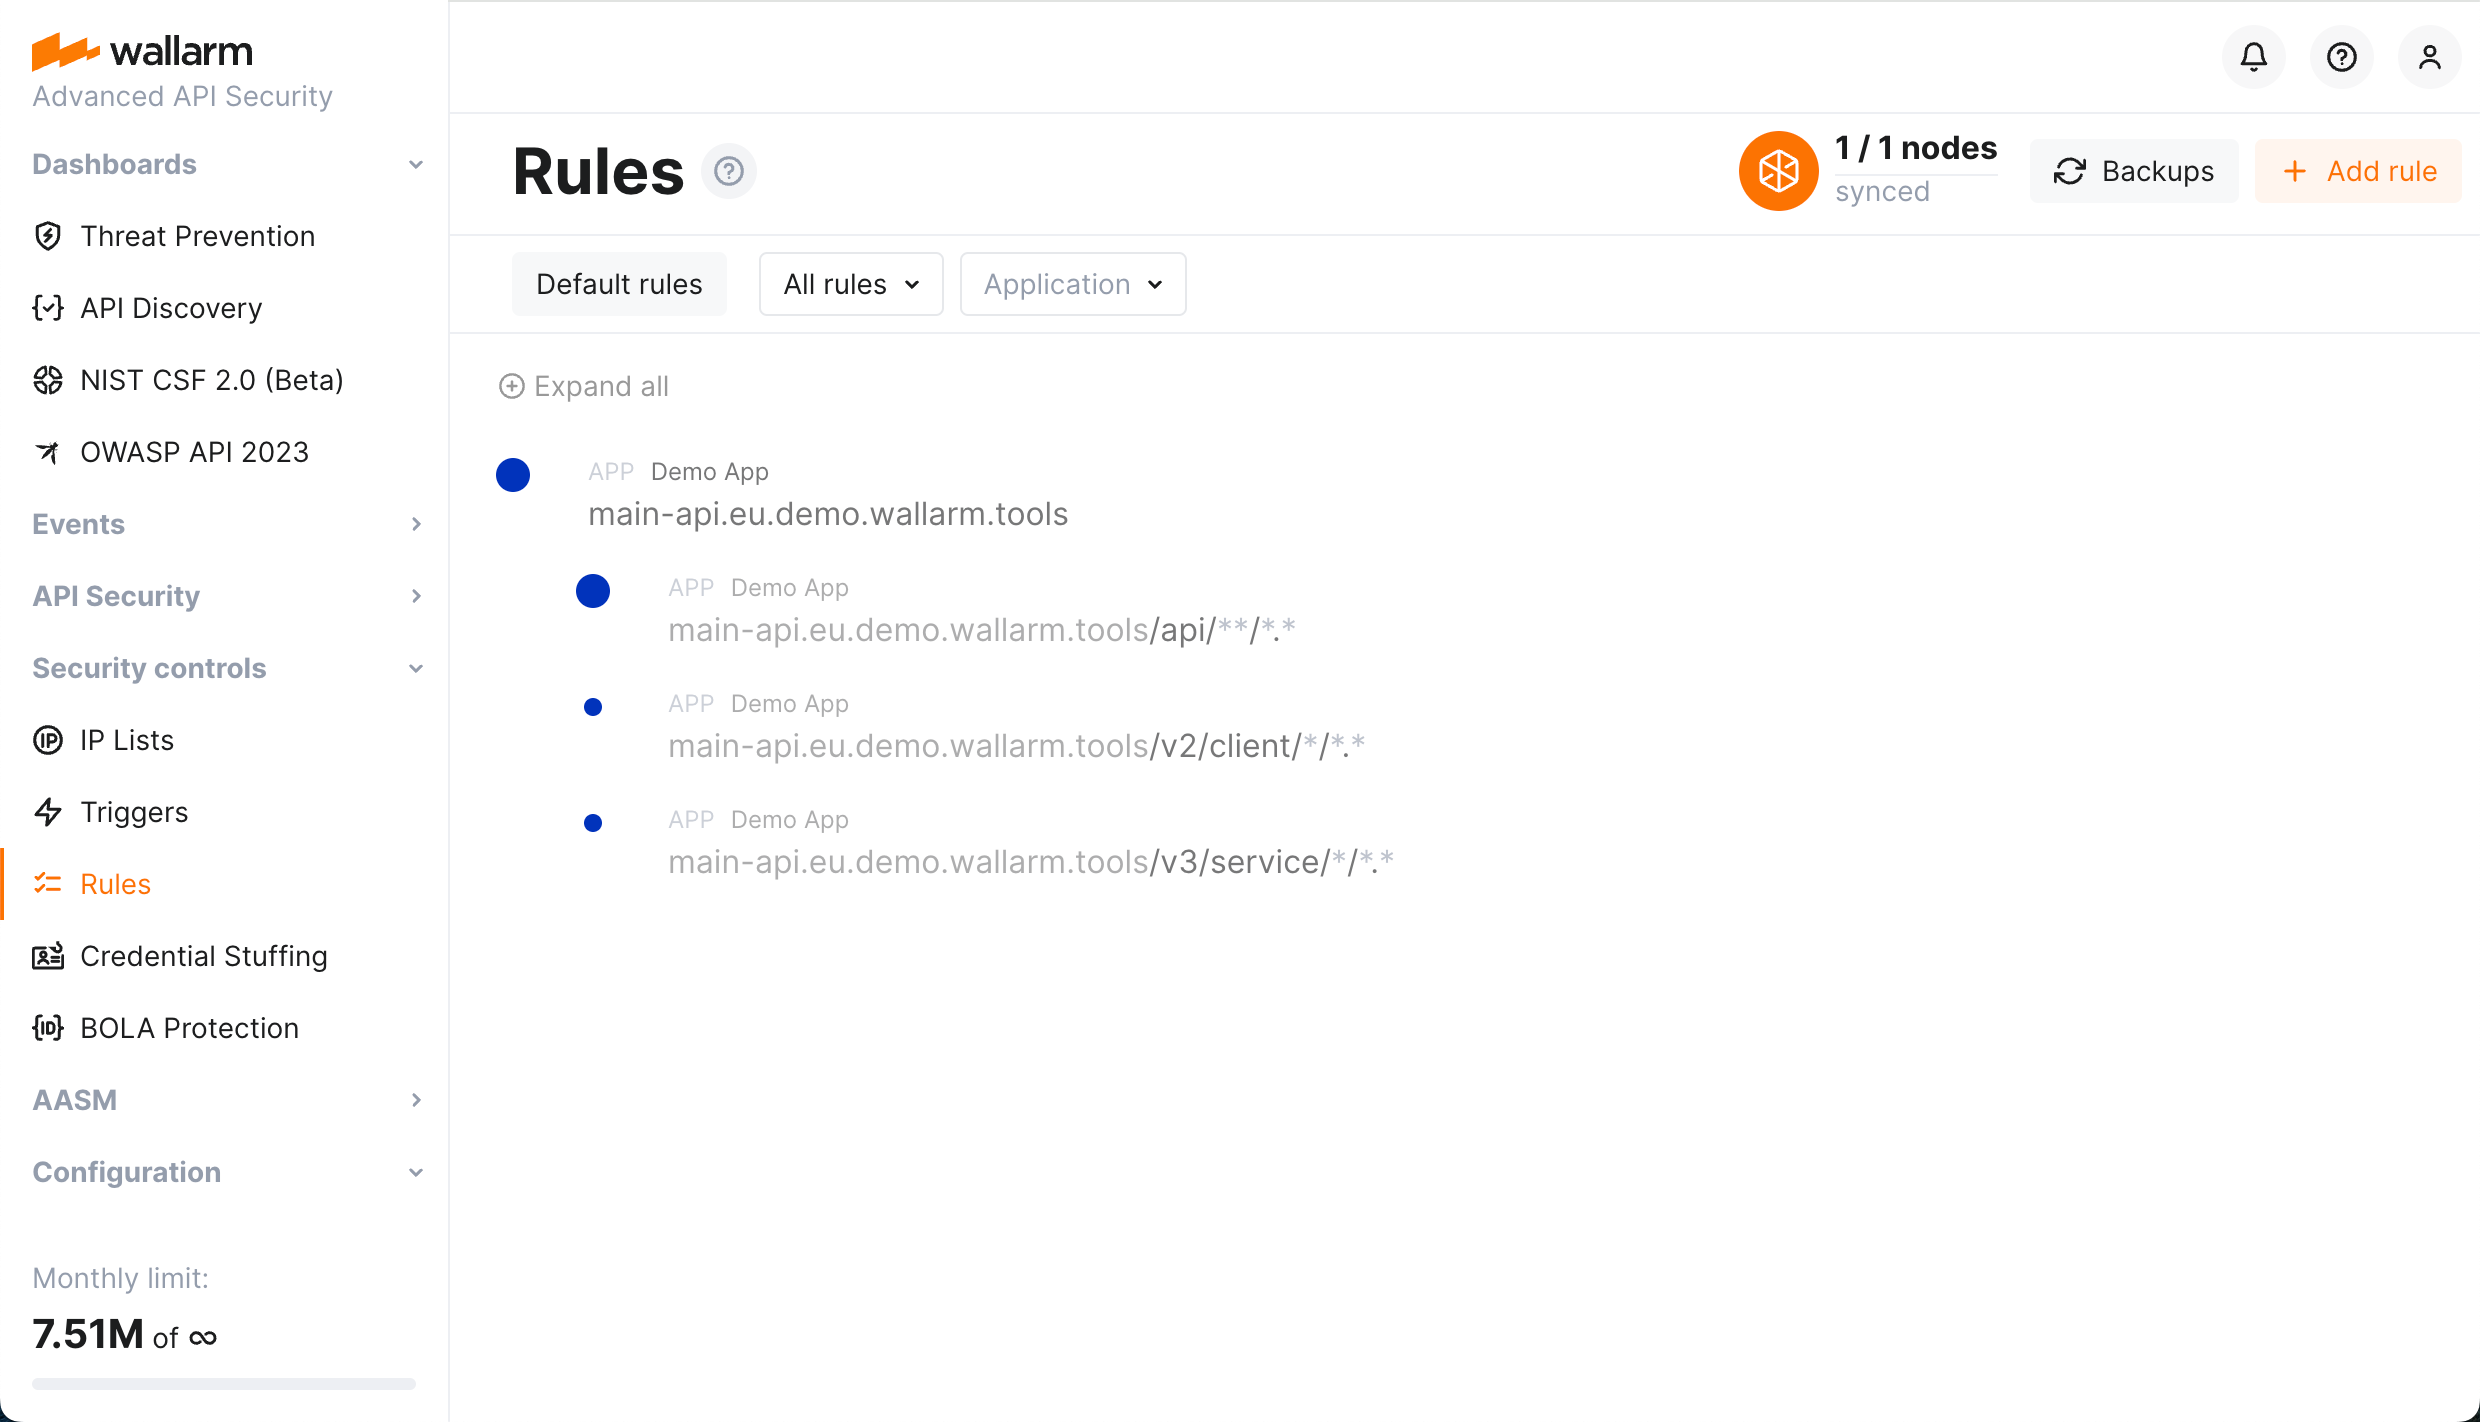 wallarm
Advanced API Security
Dashboards
Threat Prevention
API Discovery
NIST CSF 2.0 (Beta)
OWASP API 2023
Events
API Security
Security controls
IP Lists
Triggers
Rules
Credential Stuffing
BOLA Protection
AASM
Configuration
Monthly limit:
7.51M of ∞
Rules
1 / 1 nodes
synced
Backups
Add rule
Default rules
All rules
Application
Expand all
APP Demo App
main-api.eu.demo.wallarm.tools
APP Demo App
main-api.eu.demo.wallarm.tools/api/**/*.*
APP Demo App
main-api.eu.demo.wallarm.tools/v2/client/*/*.*
APP Demo App
main-api.eu.demo.wallarm.tools/v3/service/*/*.*